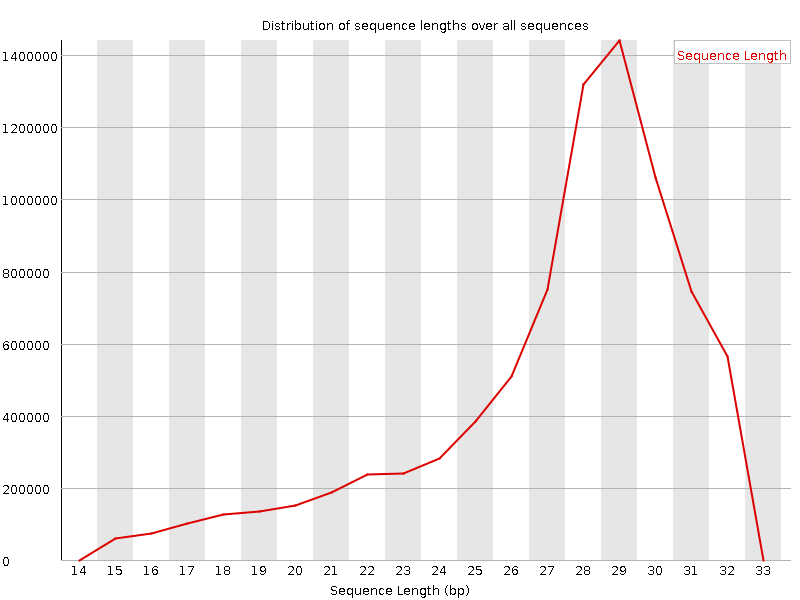 Distribution of sequence lengths over all sequences
Sequence Length
1400000
1200000
1000000
800000
600000
400000
200000
0
14 15 16 17 18 19 20 21 22 23 24 25 26 27 28 29 30 31 32 33
Sequence Length (bp)